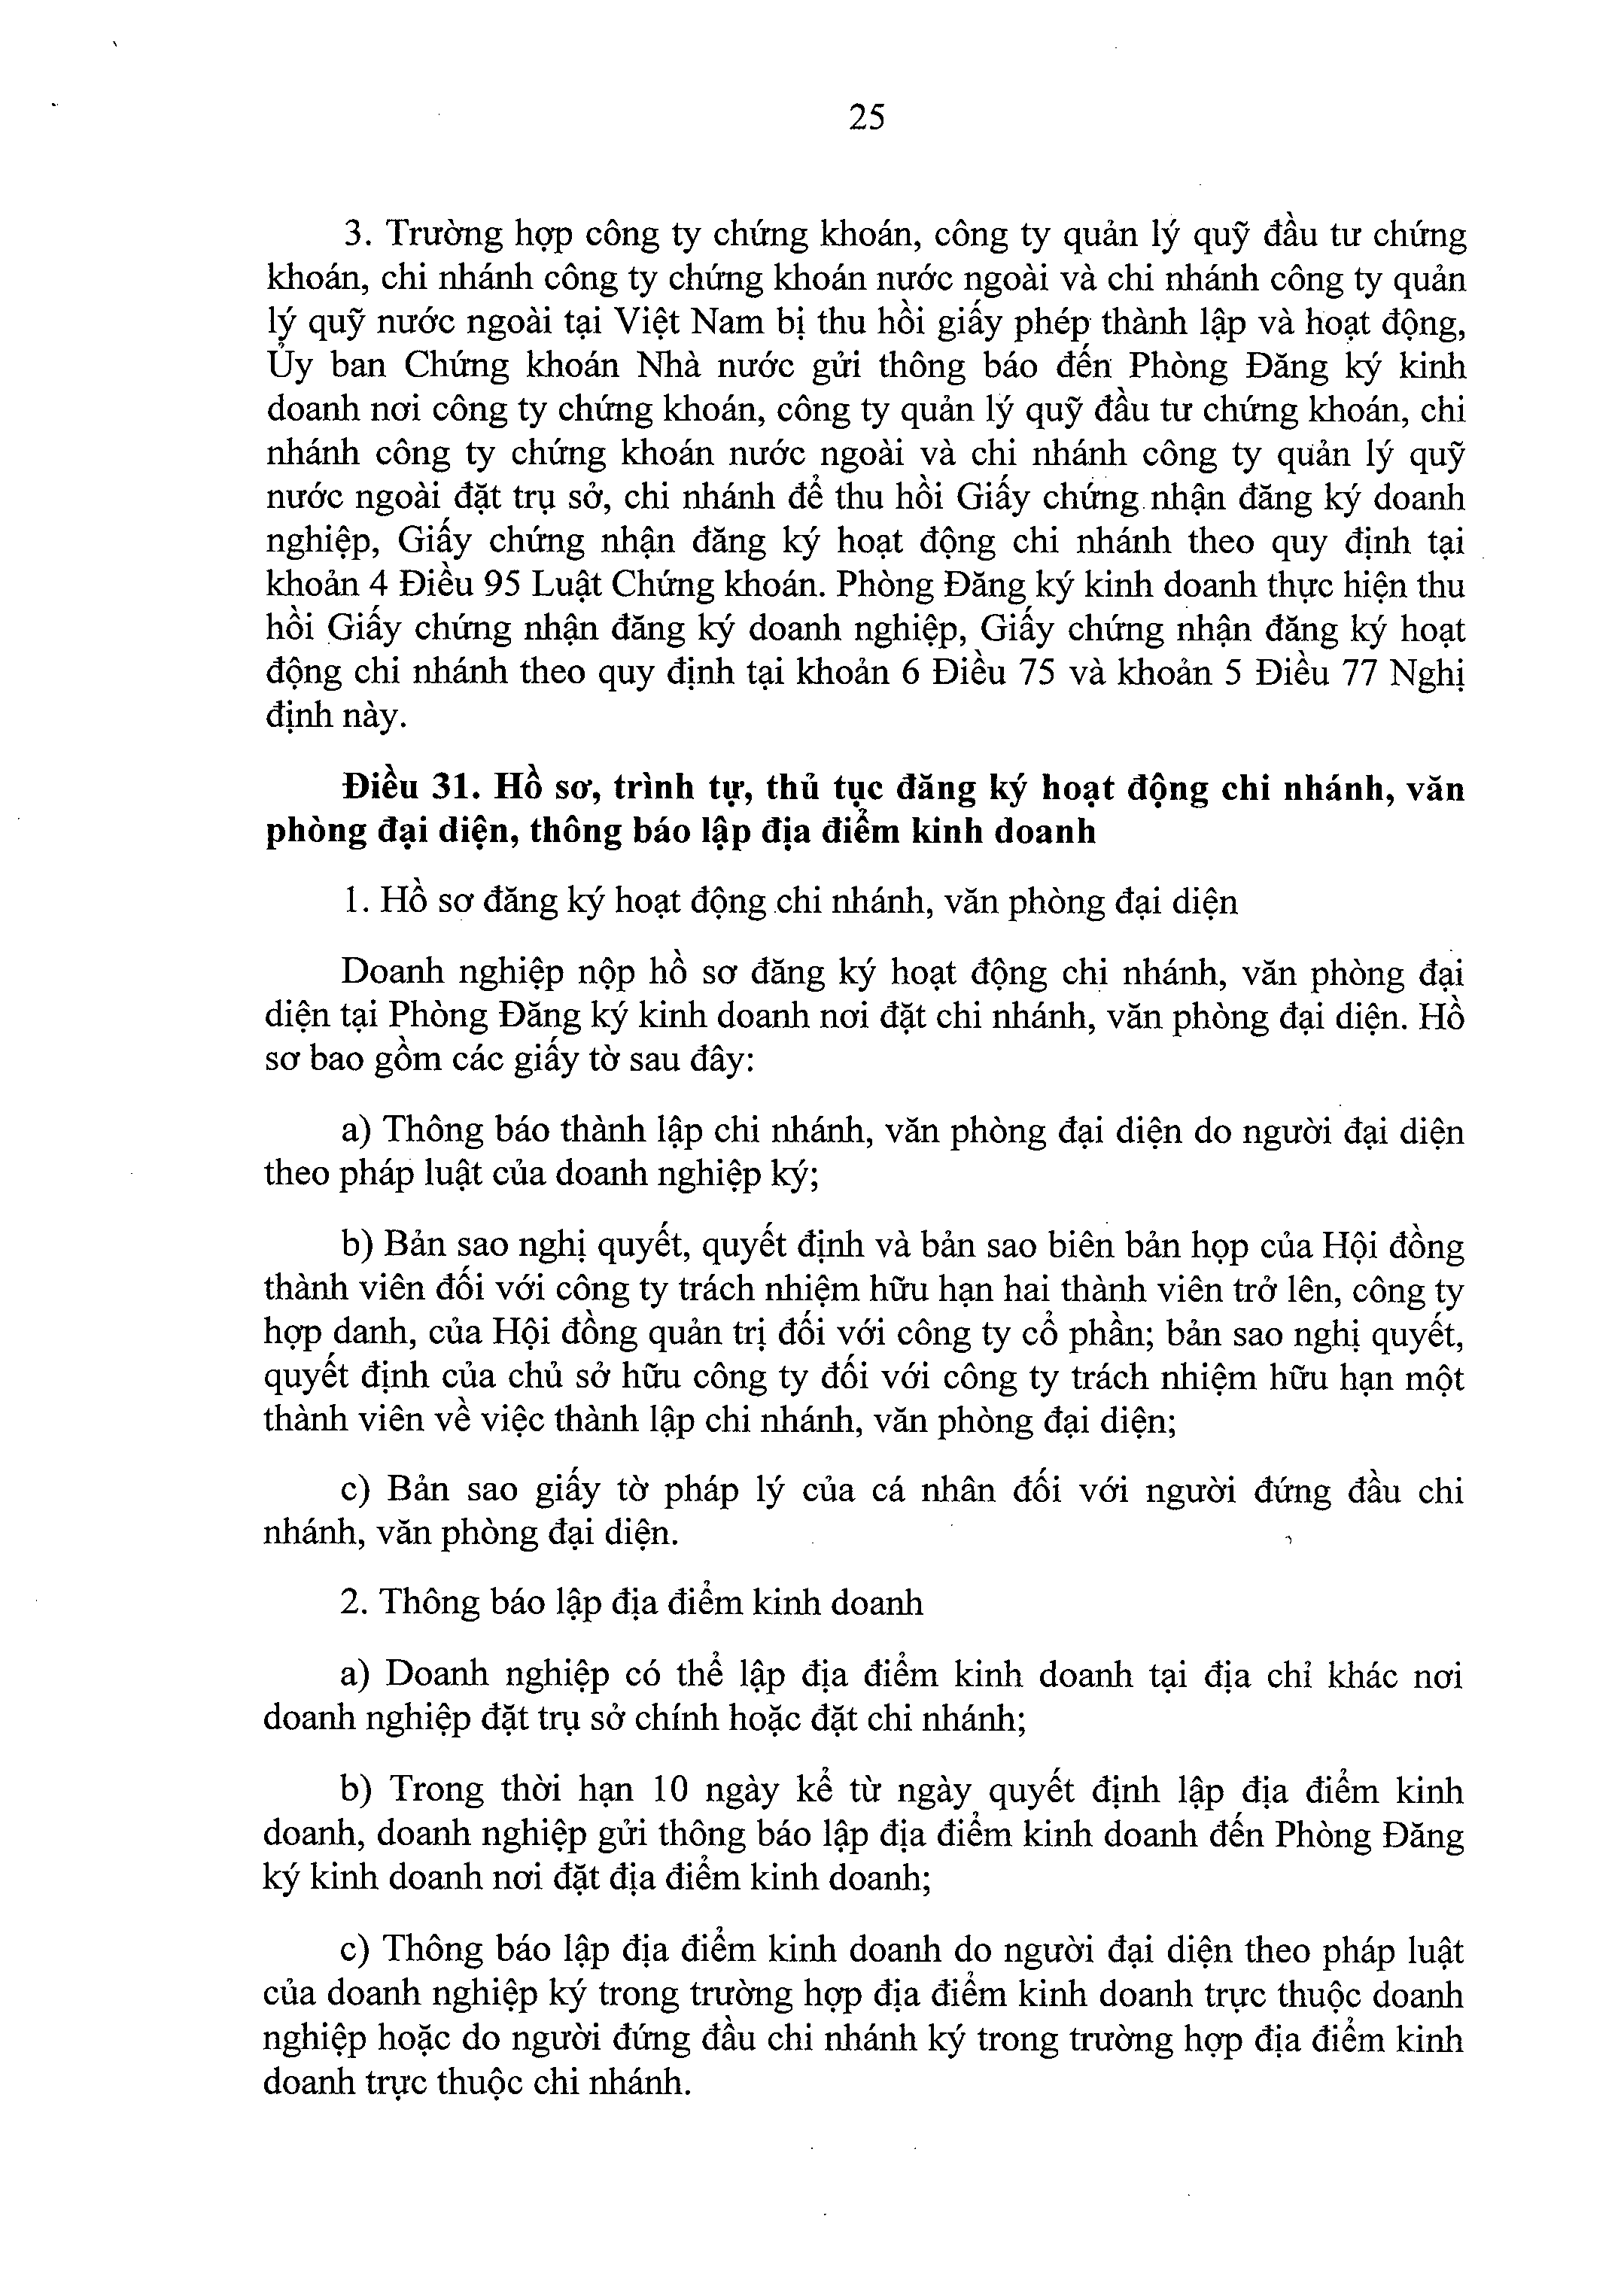 25
3. Trường hợp công ty chứng khoán, công ty quản lý quỹ đầu tư chứng
khoán, chi nhánh công ty chứng khoán nước ngoài và chi nhánh công ty quản
lý quỹ nước ngoài tại Việt Nam bị thu hồi giấy phép thành lập và hoạt động,
Ủy ban Chứng khoán Nhà nước gửi thông báo đến Phòng Đăng ký kinh
doanh nơi công ty chứng khoán, công ty quản lý quỹ đầu tư chứng khoán, chi
nhánh công ty chứng khoán nước ngoài và chi nhánh công ty quản lý quỹ
nước ngoài đặt trụ sở, chi nhánh để thu hồi Giấy chứng nhận đăng ký doanh
nghiệp, Giấy chứng nhận đăng ký hoạt động chi nhánh theo quy định tại
khoản 4 Điều 95 Luật Chứng khoán. Phòng Đăng ký kinh doanh thực hiện thu
hồi Giấy chứng nhận đăng ký doanh nghiệp, Giấy chứng nhận đăng ký hoạt
động chi nhánh theo quy định tại khoản 6 Điều 75 và khoản 5 Điều 77 Nghị
định này.
Điều 31. Hồ sơ, trình tự, thủ tục đăng ký hoạt động chi nhánh, văn
phòng đại diện, thông báo lập địa điểm kinh doanh
1. Hồ sơ đăng ký hoạt động chi nhánh, văn phòng đại diện
Doanh nghiệp nộp hồ sơ đăng ký hoạt động chi nhánh, văn phòng đại
diện tại Phòng Đăng ký kinh doanh nơi đặt chi nhánh, văn phòng đại diện. Hồ
sơ bao gồm các giấy tờ sau đây:
a) Thông báo thành lập chi nhánh, văn phòng đại diện do người đại diện
theo pháp luật của doanh nghiệp ký;
b) Bản sao nghị quyết, quyết định và bản sao biên bản họp của Hội đồng
thành viên đối với công ty trách nhiệm hữu hạn hai thành viên trở lên, công ty
hợp danh, của Hội đồng quản trị đối với công ty cổ phần; bản sao nghị quyết,
quyết định của chủ sở hữu công ty đối với công ty trách nhiệm hữu hạn một
thành viên về việc thành lập chi nhánh, văn phòng đại diện;
c) Bản sao giấy tờ pháp lý của cá nhân đối với người đứng đầu chi
nhánh, văn phòng đại diện.
2. Thông báo lập địa điểm kinh doanh
a) Doanh nghiệp có thể lập địa điểm kinh doanh tại địa chỉ khác nơi
doanh nghiệp đặt trụ sở chính hoặc đặt chi nhánh;
b) Trong thời hạn 10 ngày kể từ ngày quyết định lập địa điểm kinh
doanh, doanh nghiệp gửi thông báo lập địa điểm kinh doanh đến Phòng Đăng
ký kinh doanh nơi đặt địa điểm kinh doanh;
c) Thông báo lập địa điểm kinh doanh do người đại diện theo pháp luật
của doanh nghiệp ký trong trường hợp địa điểm kinh doanh trực thuộc doanh
nghiệp hoặc do người đứng đầu chi nhánh ký trong trường hợp địa điểm kinh
doanh trực thuộc chi nhánh.